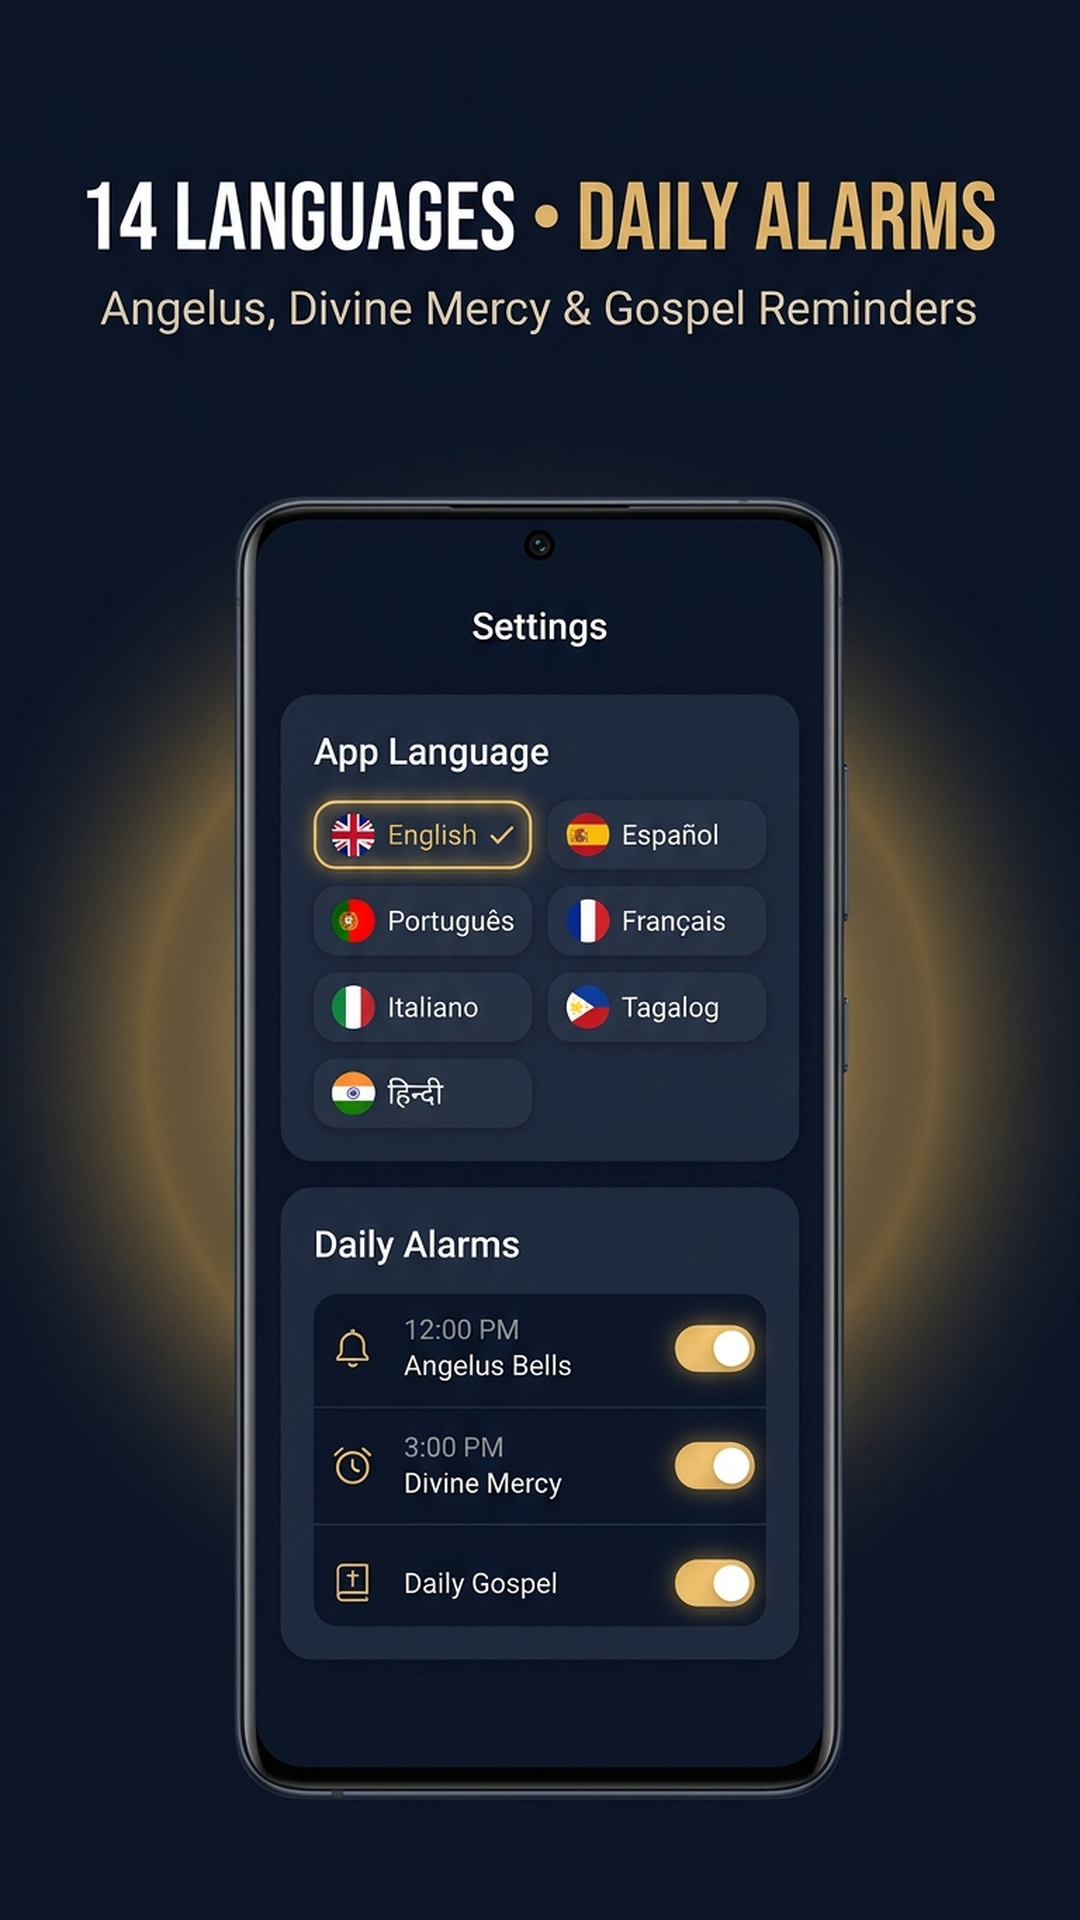 14 LANGUAGES • DAILY ALARMS
Angelus, Divine Mercy & Gospel Reminders
Settings
App Language
English
Español
Português
Français
Italiano
Tagalog
हिन्दी
Daily Alarms
12:00 PM
Angelus Bells
3:00 PM
Divine Mercy
Daily Gospel